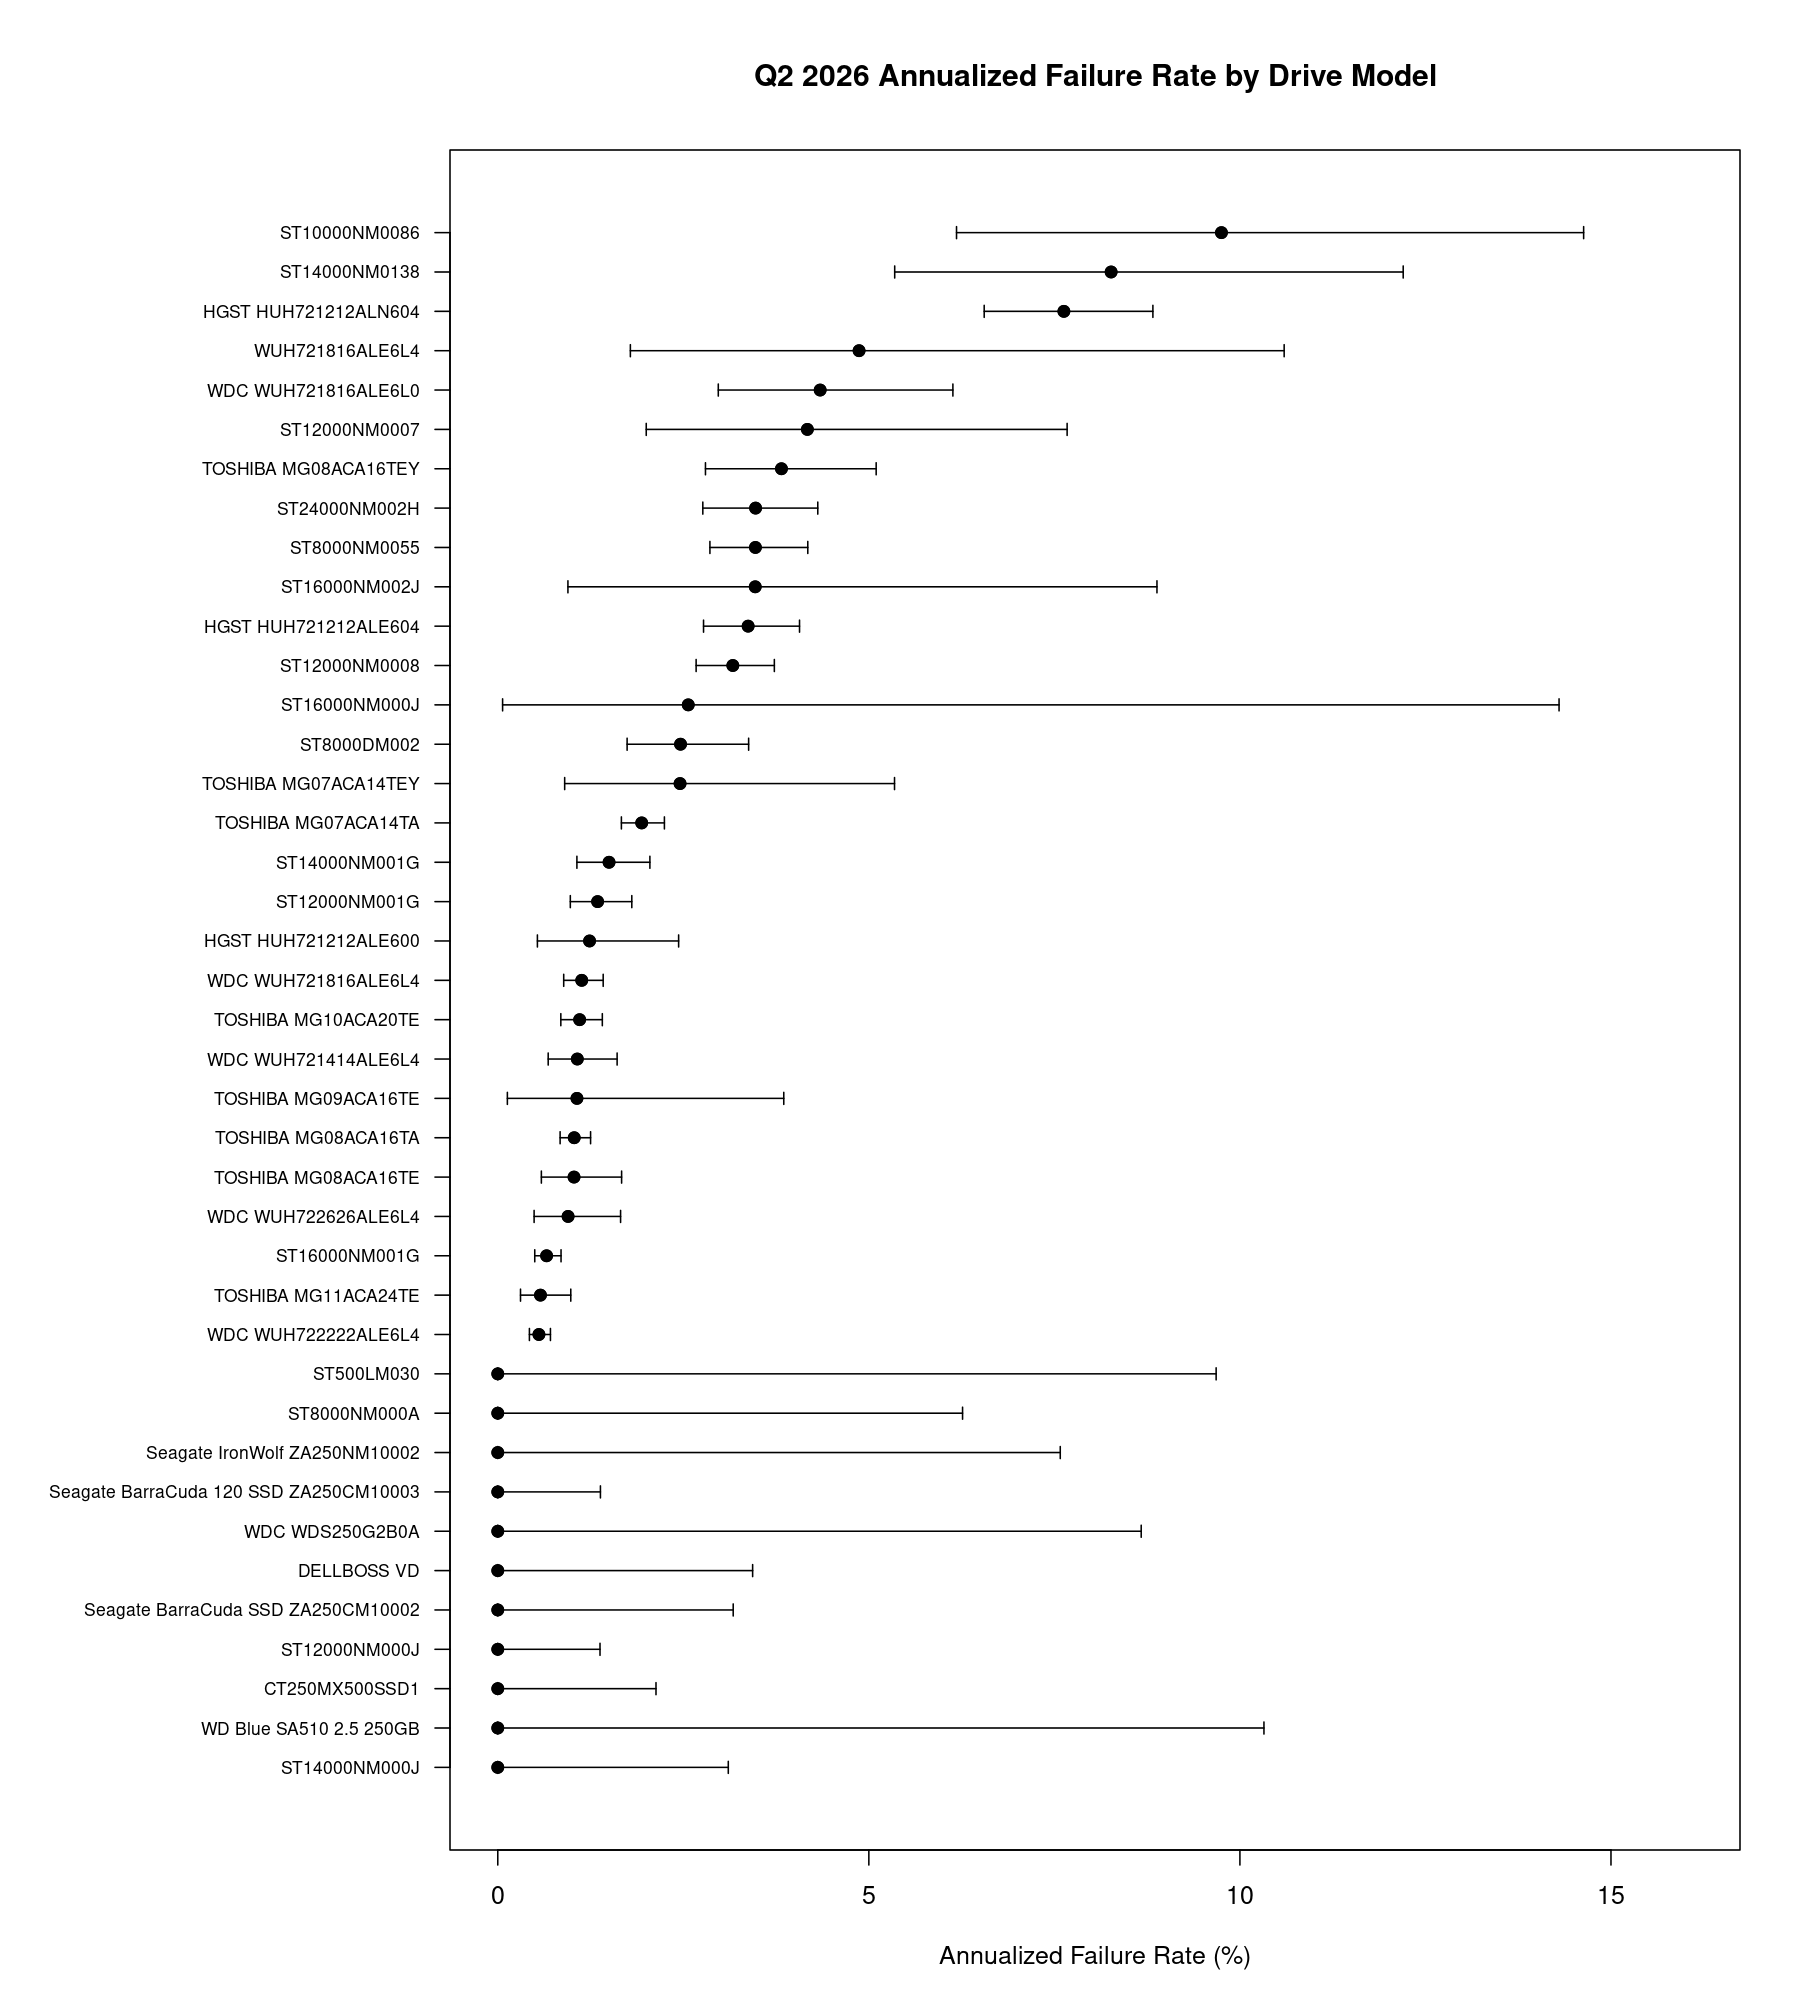 Q2 2026 Annualized Failure Rate by Drive Model
ST10000NM0086
ST14000NM0138
HGST HUH721212ALN604
WUH721816ALE6L4
WDC WUH721816ALE6L0
ST12000NM0007
TOSHIBA MG08ACA16TEY
ST24000NM002H
ST8000NM0055
ST16000NM002J
HGST HUH721212ALE604
ST12000NM0008
ST16000NM000J
ST8000DM002
TOSHIBA MG07ACA14TEY
TOSHIBA MG07ACA14TA
ST14000NM001G
ST12000NM001G
HGST HUH721212ALE600
WDC WUH721816ALE6L4
TOSHIBA MG10ACA20TE
WDC WUH721414ALE6L4
TOSHIBA MG09ACA16TE
TOSHIBA MG08ACA16TA
TOSHIBA MG08ACA16TE
WDC WUH722626ALE6L4
ST16000NM001G
TOSHIBA MG11ACA24TE
WDC WUH722222ALE6L4
ST500LM030
ST8000NM000A
Seagate IronWolf ZA250NM10002
Seagate BarraCuda 120 SSD ZA250CM10003
WDC WDS250G2B0A
DELLBOSS VD
Seagate BarraCuda SSD ZA250CM10002
ST12000NM000J
CT250MX500SSD1
WD Blue SA510 2.5 250GB
ST14000NM000J
0 5 10 15
Annualized Failure Rate (%)